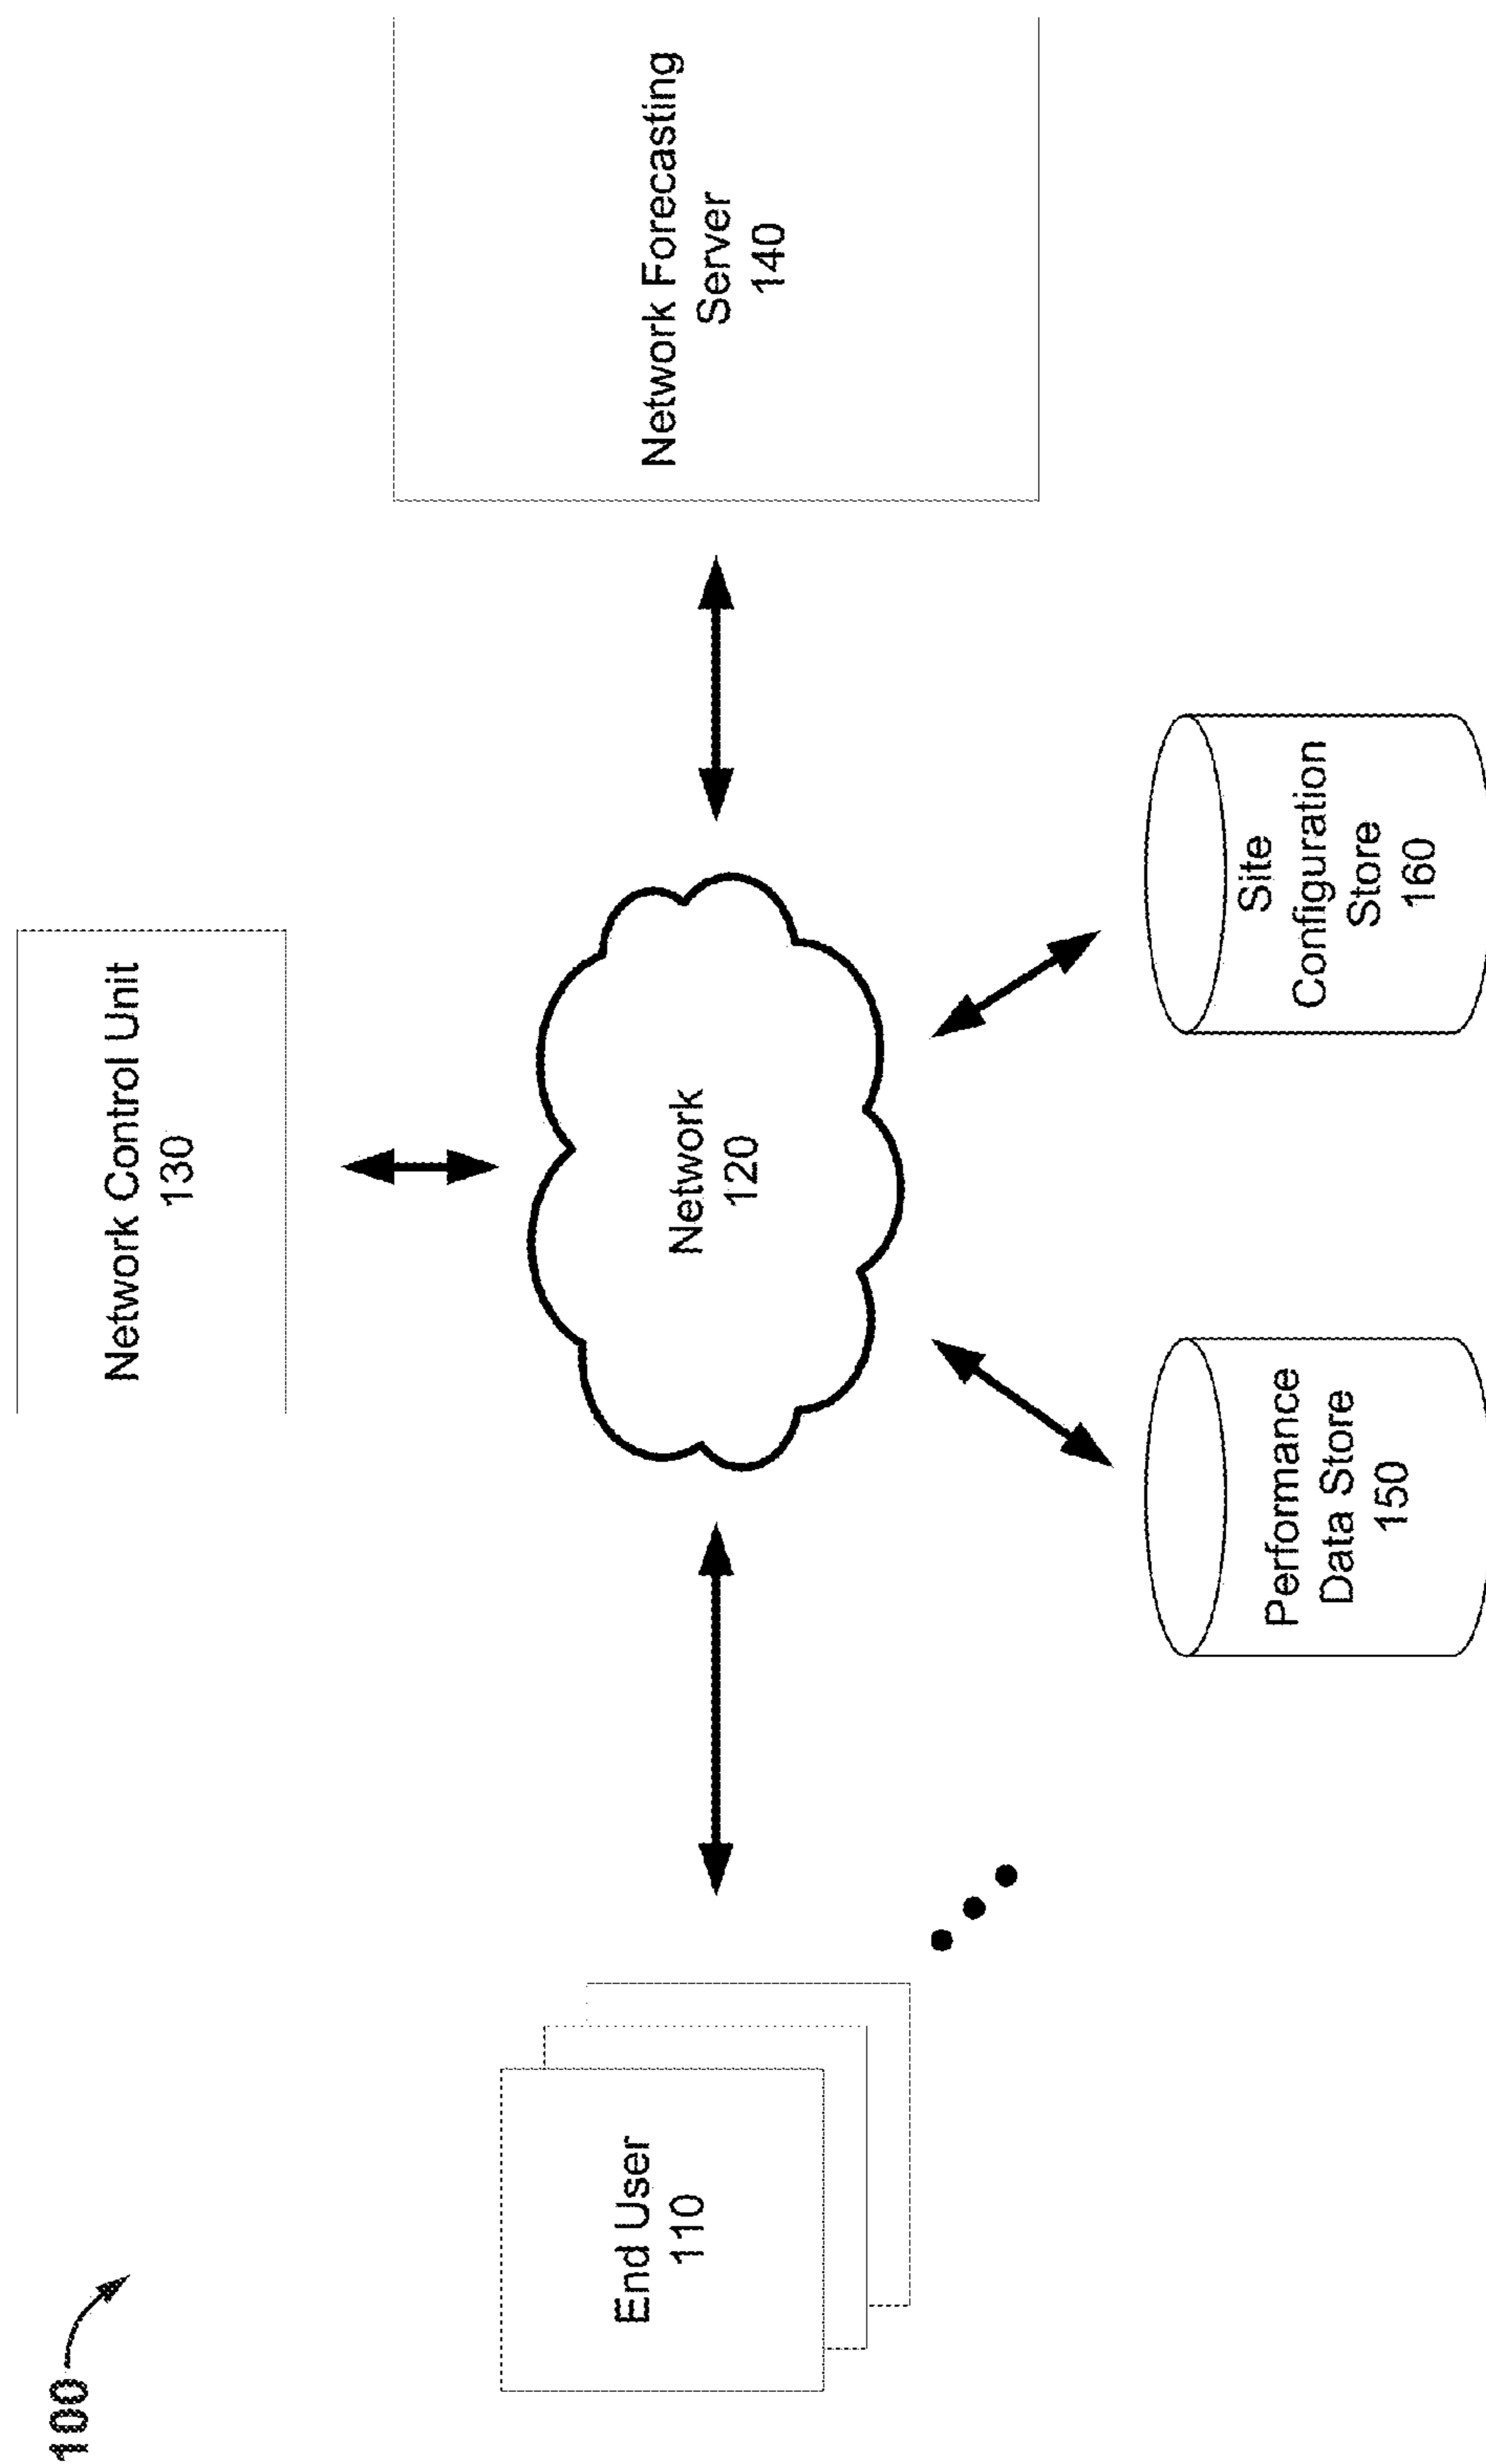 100
Network Control Unit
130
End User
110
Network
120
Network Forecasting
Server
140
Performance
Data Store
150
Site
Configuration
Store
160